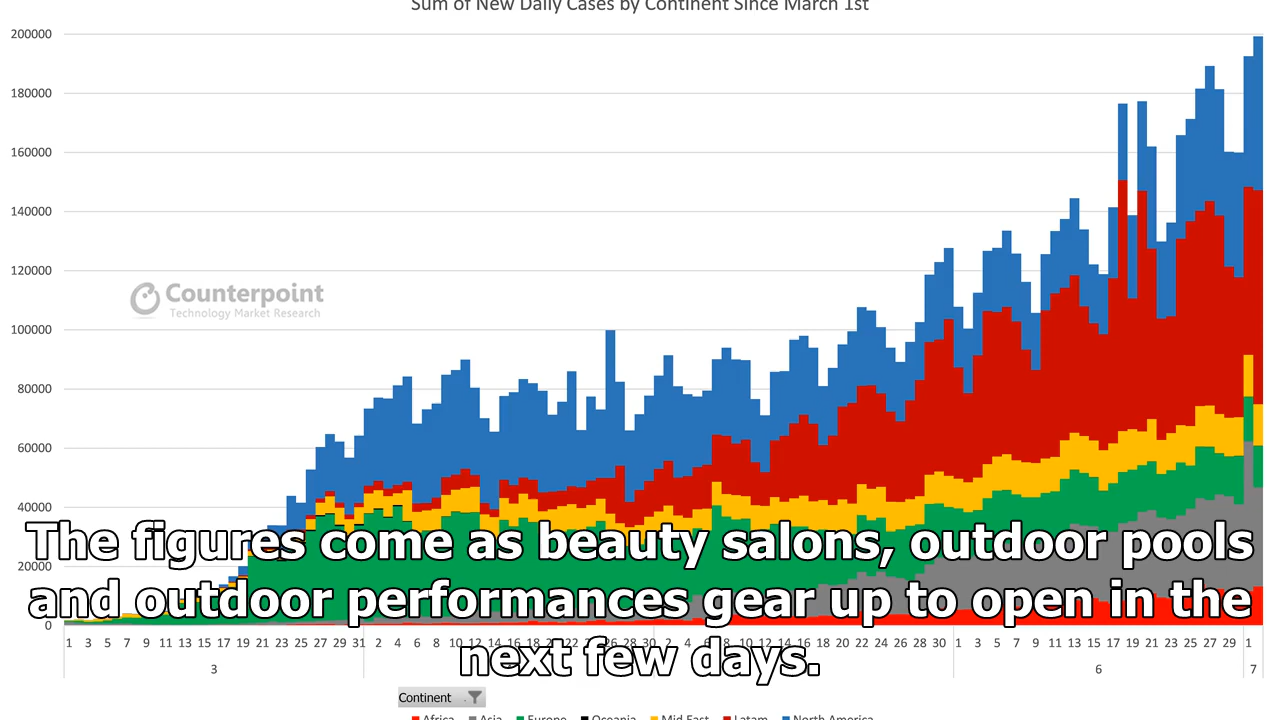 Sum of New Daily Cases by Continent Since March 1st
200000
180000
160000
140000
120000
100000
80000
60000
40000
20000
0
Counterpoint
Technology Market Research
The figures come as beauty salons, outdoor pools
and outdoor performances gear up to open in the
next few days.
1 3 5 7 9 11 13 15 17 19 21 23 25 27 29 31 2 4 6 8 10 12 14 16 18 20 28 30 2 4 6 8 10 12 14 16 18 20 22 24 26 28 30 1 3 5 7 9 11 13 15 17 19 21 23 25 27 29 1
3 6 7
Continent
Africa Asia Europe Oceania Mid East Latam North America